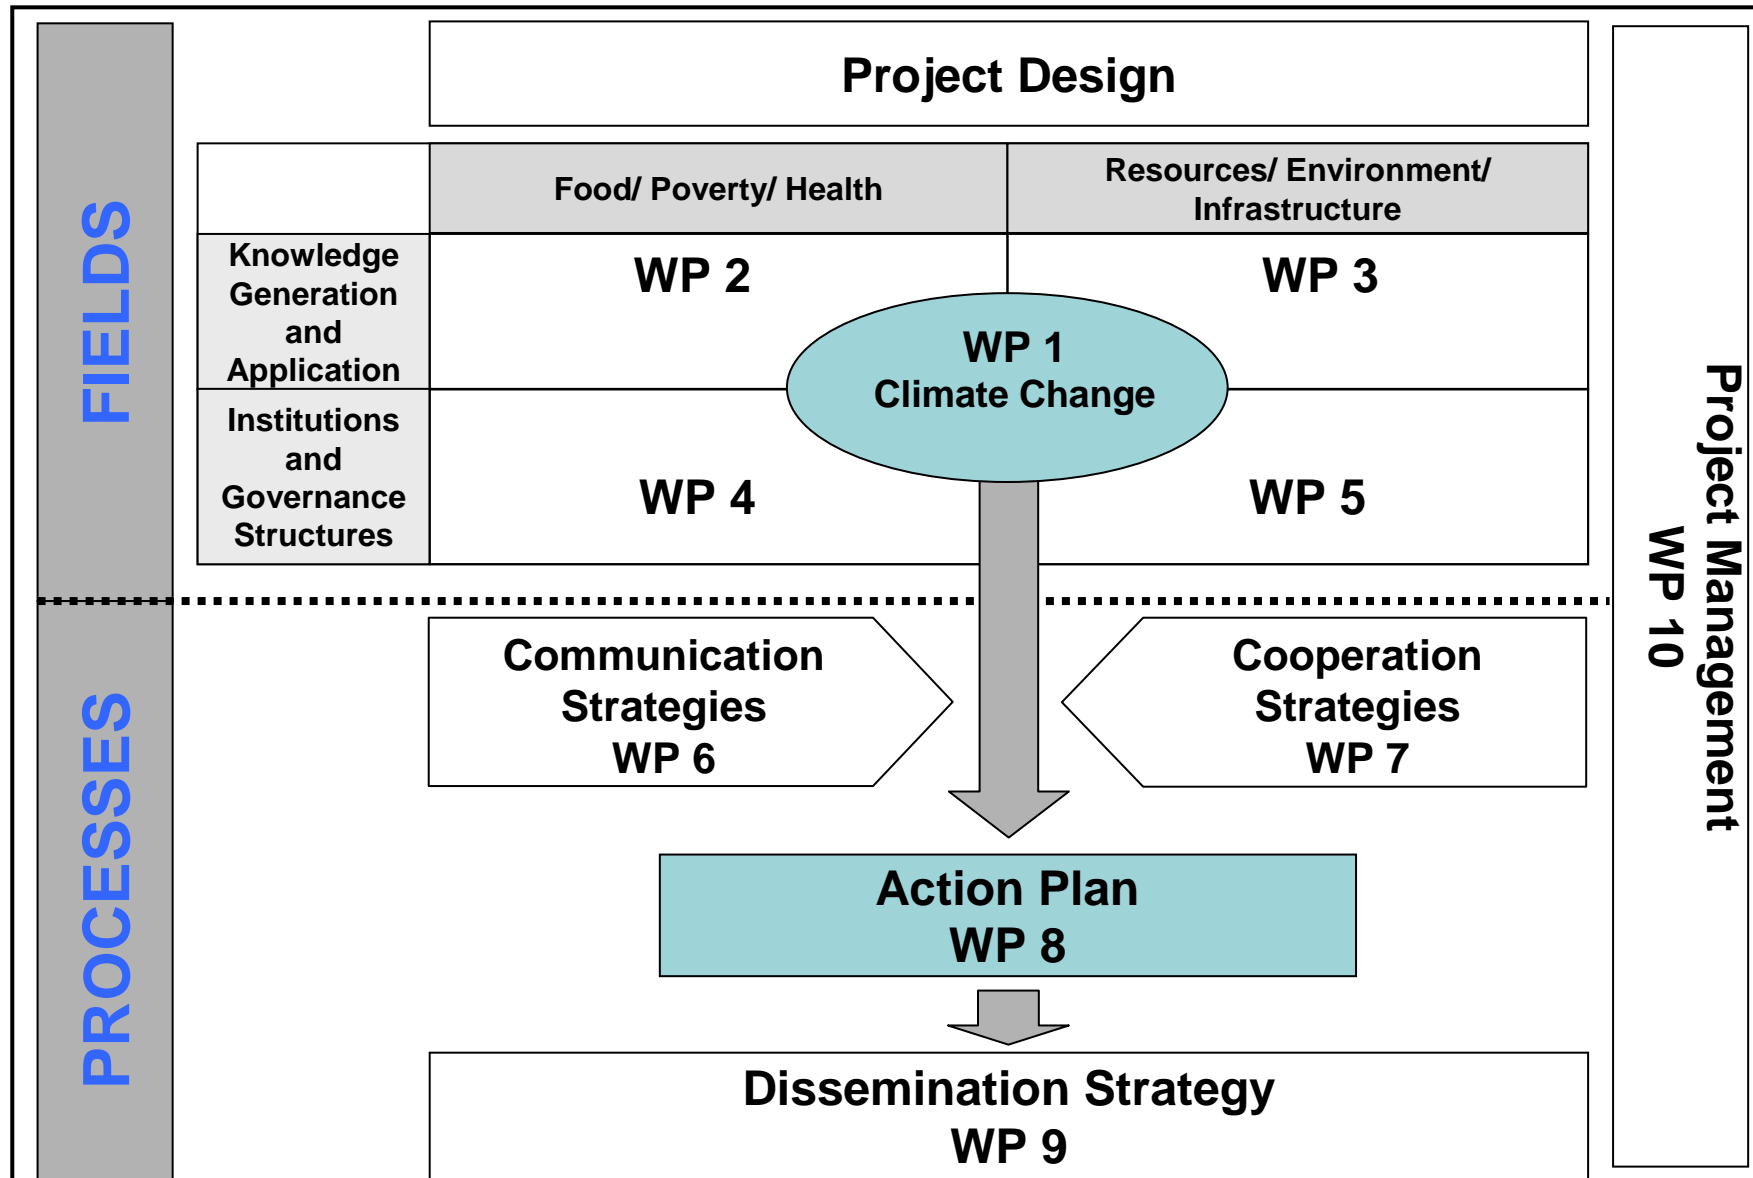 Project Design
FIELDS
Food/ Poverty/ Health
Resources/ Environment/
Infrastructure
Knowledge
Generation
and
Application
WP 2
WP 3
WP 1
Climate Change
Institutions
and
Governance
Structures
WP 4
WP 5
PROCESSES
Communication
Strategies
WP 6
Cooperation
Strategies
WP 7
Action Plan
WP 8
Dissemination Strategy
WP 9
Project Management
WP 10